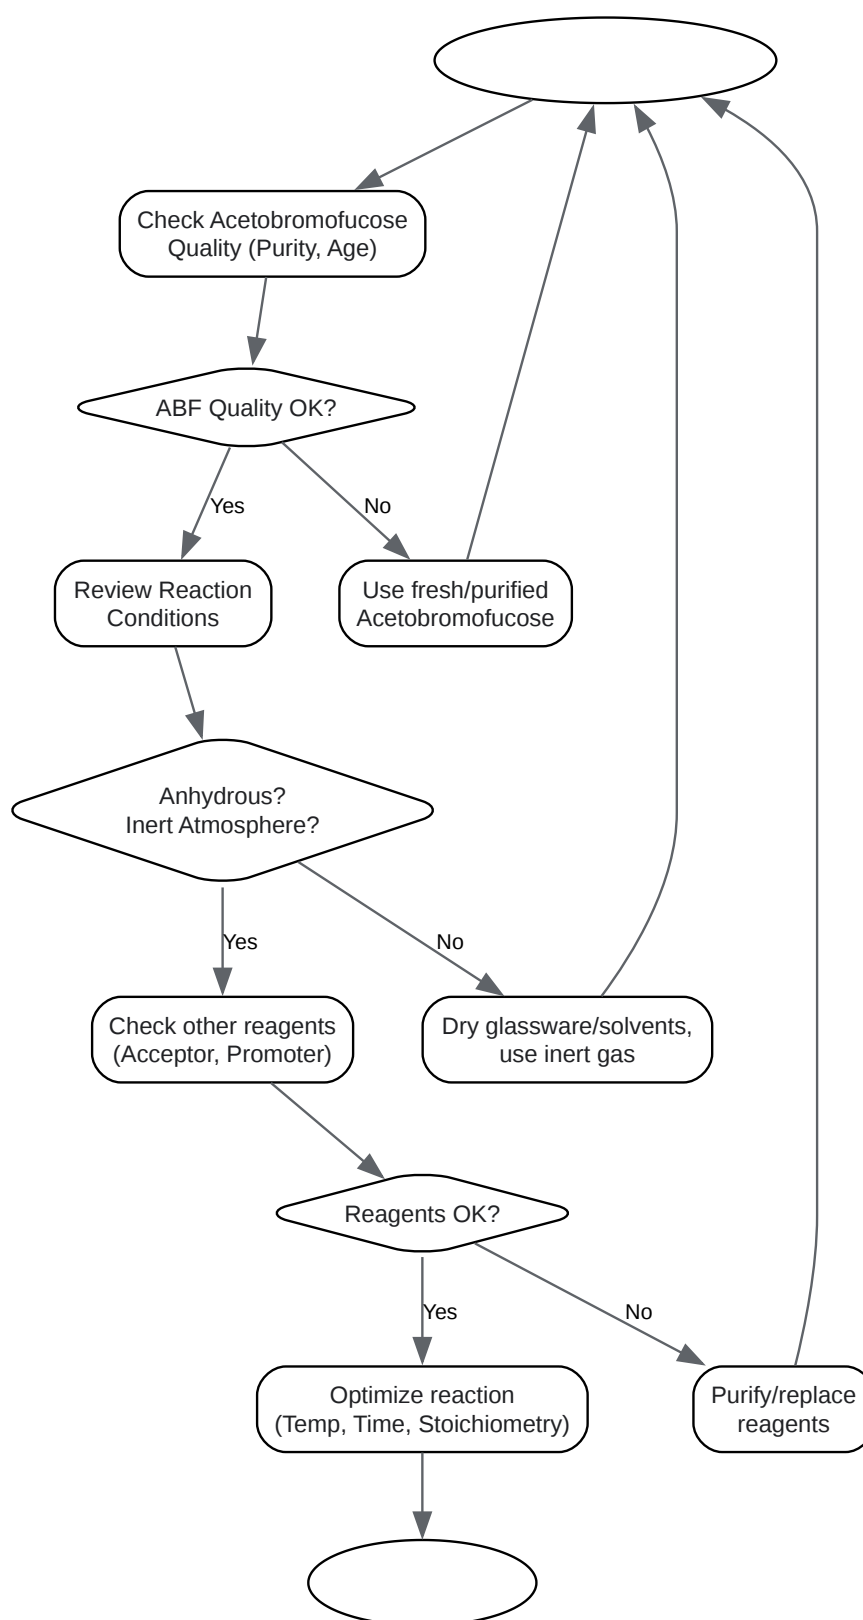 Check Acetobromofucose
Quality (Purity, Age)
ABF Quality OK?
Yes
No
Review Reaction
Conditions
Use fresh/purified
Acetobromofucose
Anhydrous?
Inert Atmosphere?
Yes
No
Check other reagents
(Acceptor, Promoter)
Dry glassware/solvents,
use inert gas
Reagents OK?
Yes
No
Optimize reaction
(Temp, Time, Stoichiometry)
Purify/replace
reagents